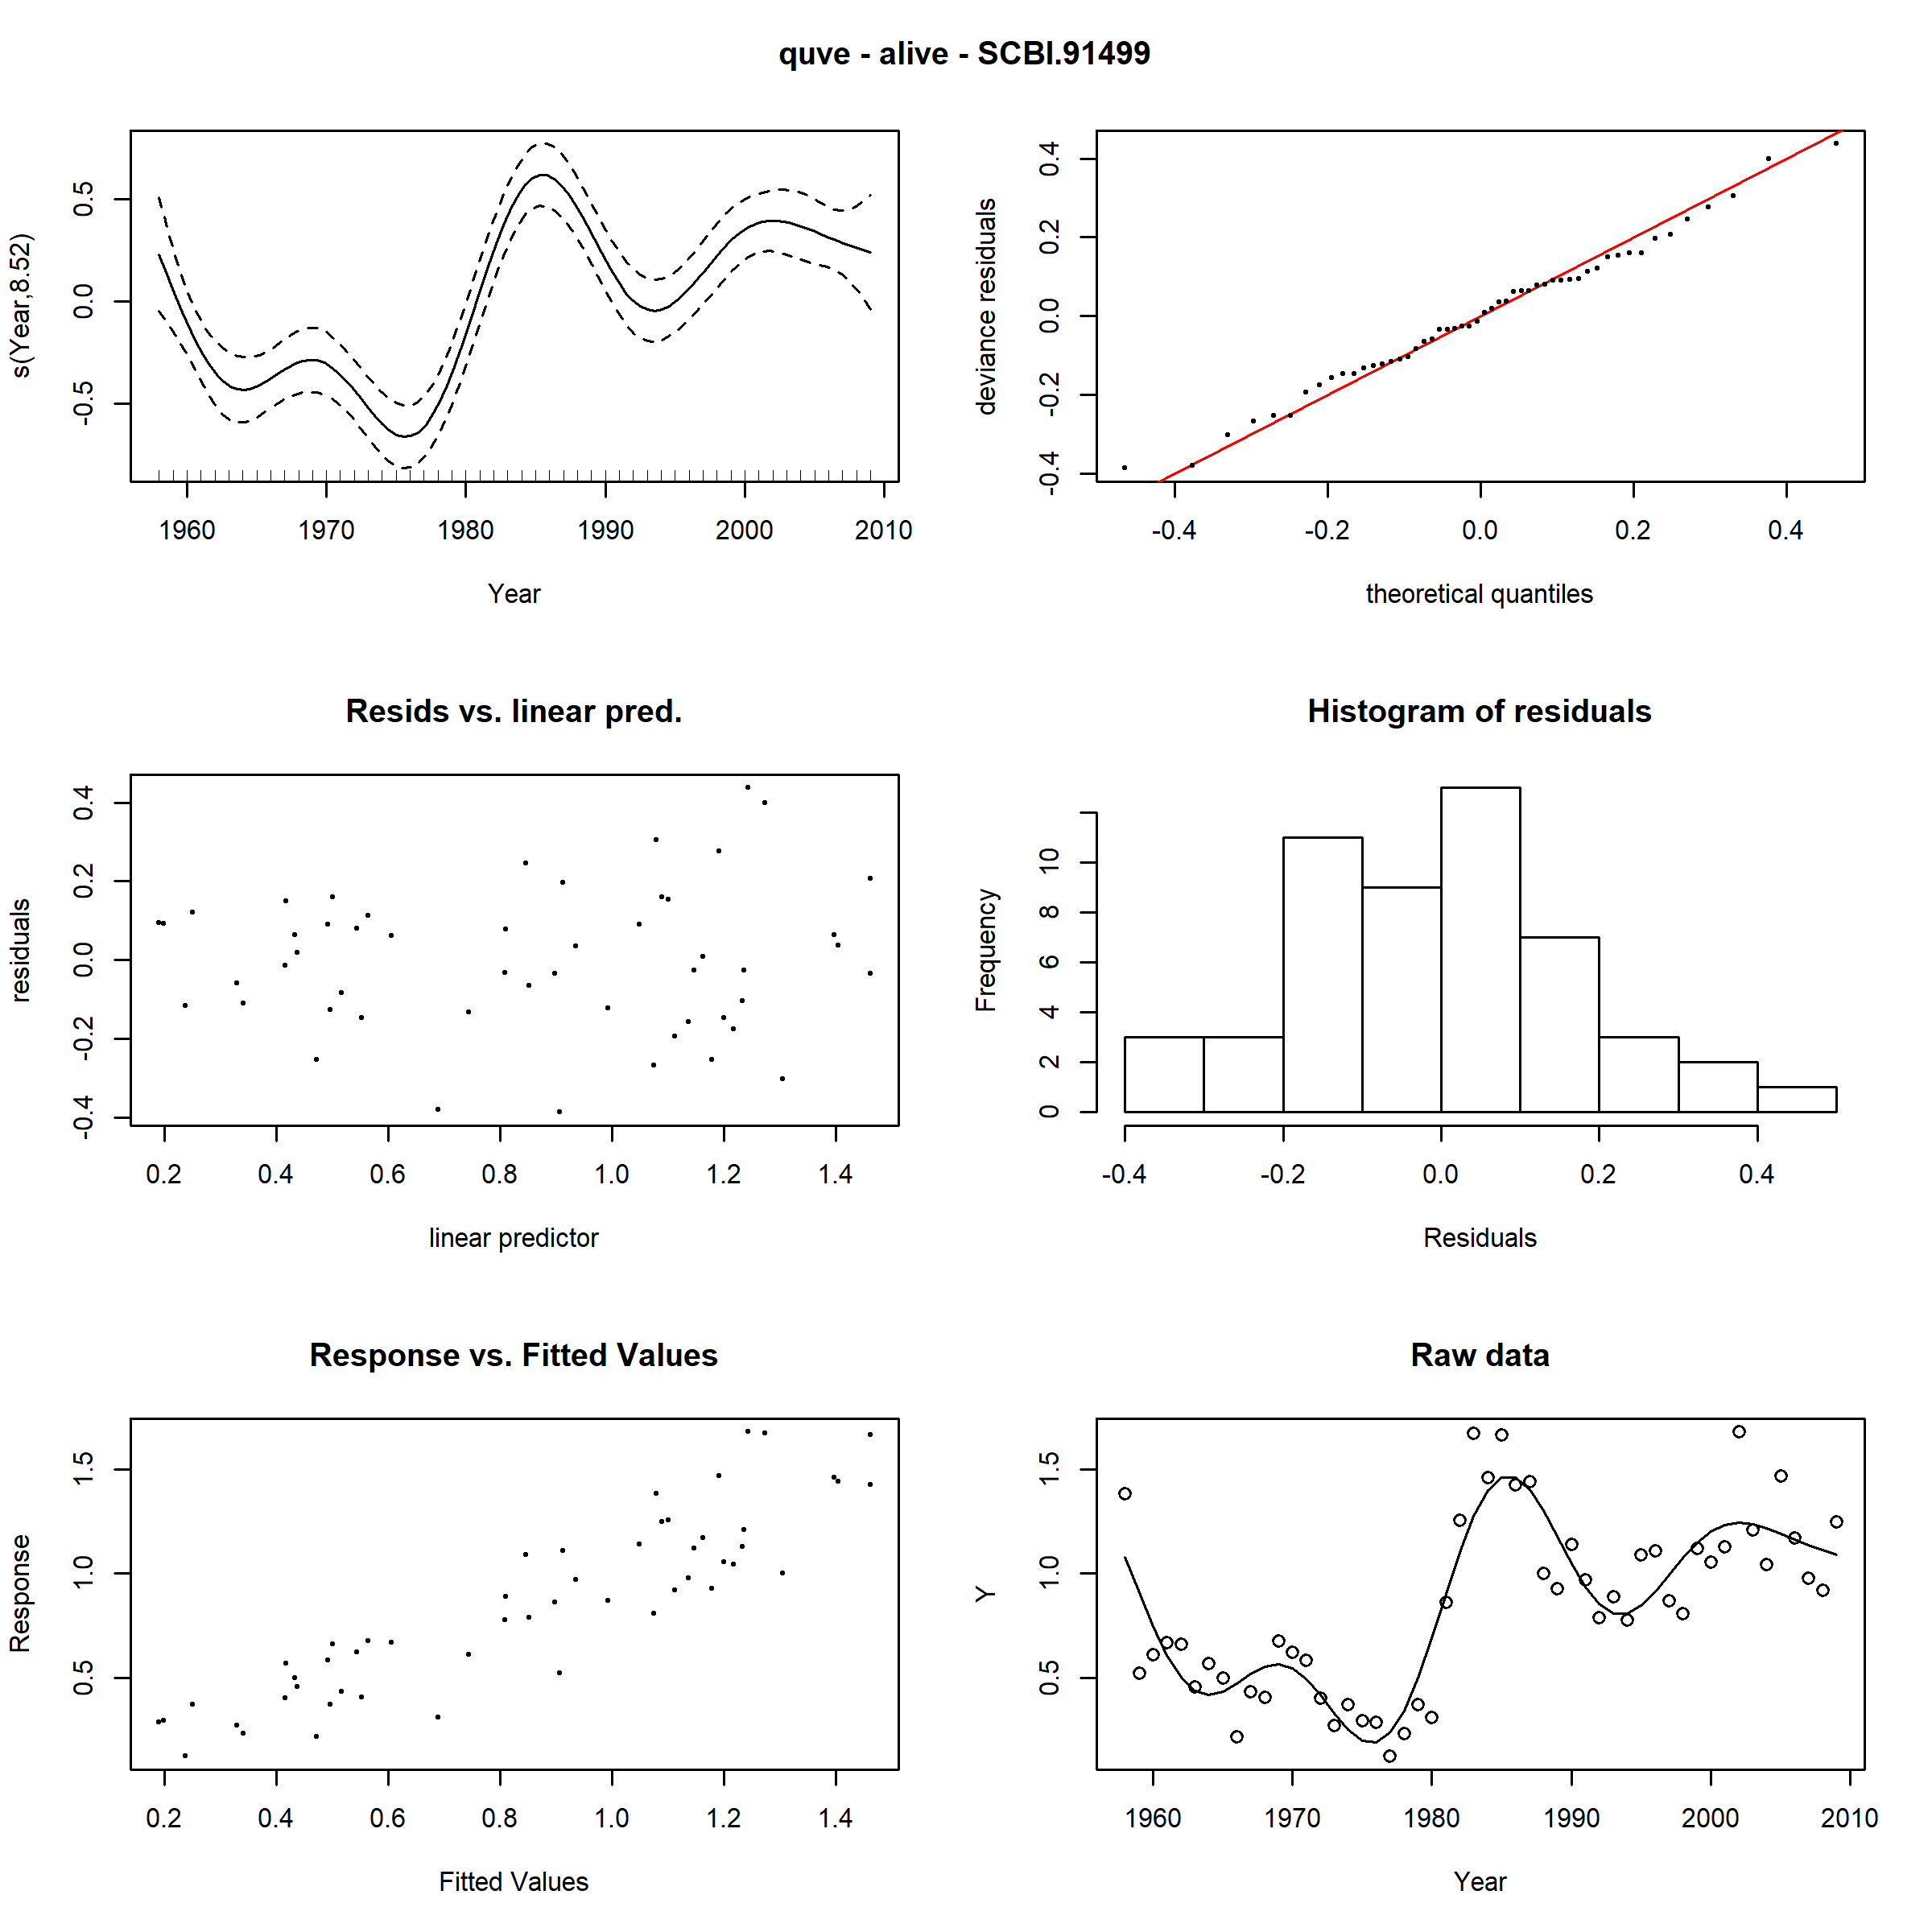 quve - alive - SCBI.91499
s(Year,8.52)
0.5
0.0
-0.5
1960 1970 1980 1990 2000 2010
Year
deviance residuals
0.4
0.2
0.0
-0.2
-0.4
-0.4 -0.2 0.0 0.2 0.4
theoretical quantiles
Resids vs. linear pred.
residuals
0.4
0.2
0.0
-0.2
-0.4
0.2 0.4 0.6 0.8 1.0 1.2 1.4
linear predictor
Histogram of residuals
Frequency
10
8
6
4
2
0
-0.4 -0.2 0.0 0.2 0.4
Residuals
Response vs. Fitted Values
Response
1.5
1.0
0.5
0.2 0.4 0.6 0.8 1.0 1.2 1.4
Fitted Values
Raw data
Y
1.5
1.0
0.5
1960 1970 1980 1990 2000 2010
Year